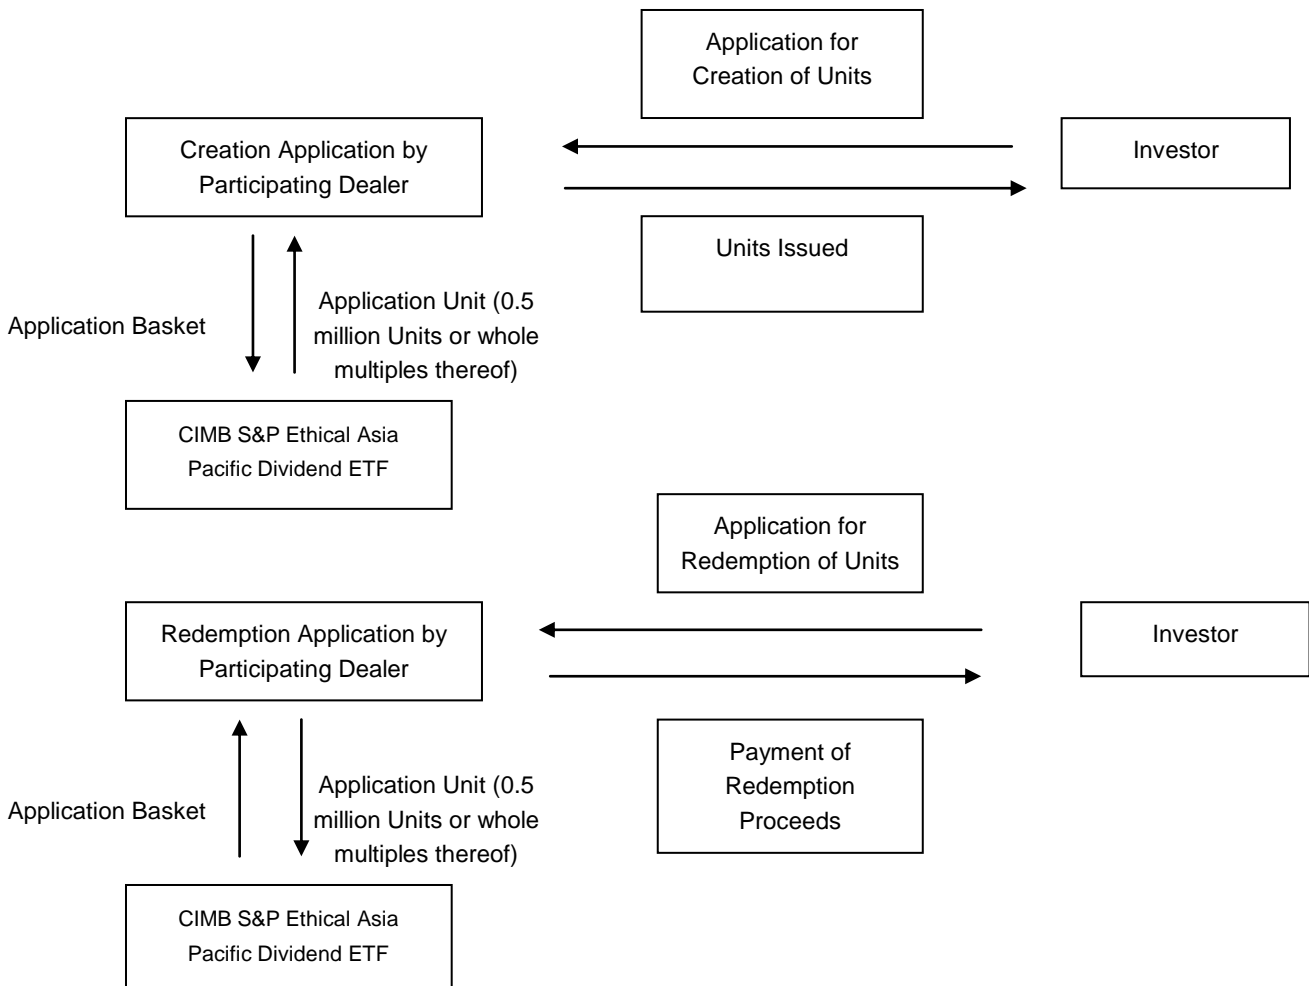 Application for
Creation of Units
Creation Application by
Participating Dealer
Investor
Units Issued
Application Basket
Application Unit (0.5
million Units or whole
multiples thereof)
CIMB S&P Ethical Asia
Pacific Dividend ETF
Application for
Redemption of Units
Redemption Application by
Participating Dealer
Investor
Payment of
Redemption
Proceeds
Application Basket
Application Unit (0.5
million Units or whole
multiples thereof)
CIMB S&P Ethical Asia
Pacific Dividend ETF